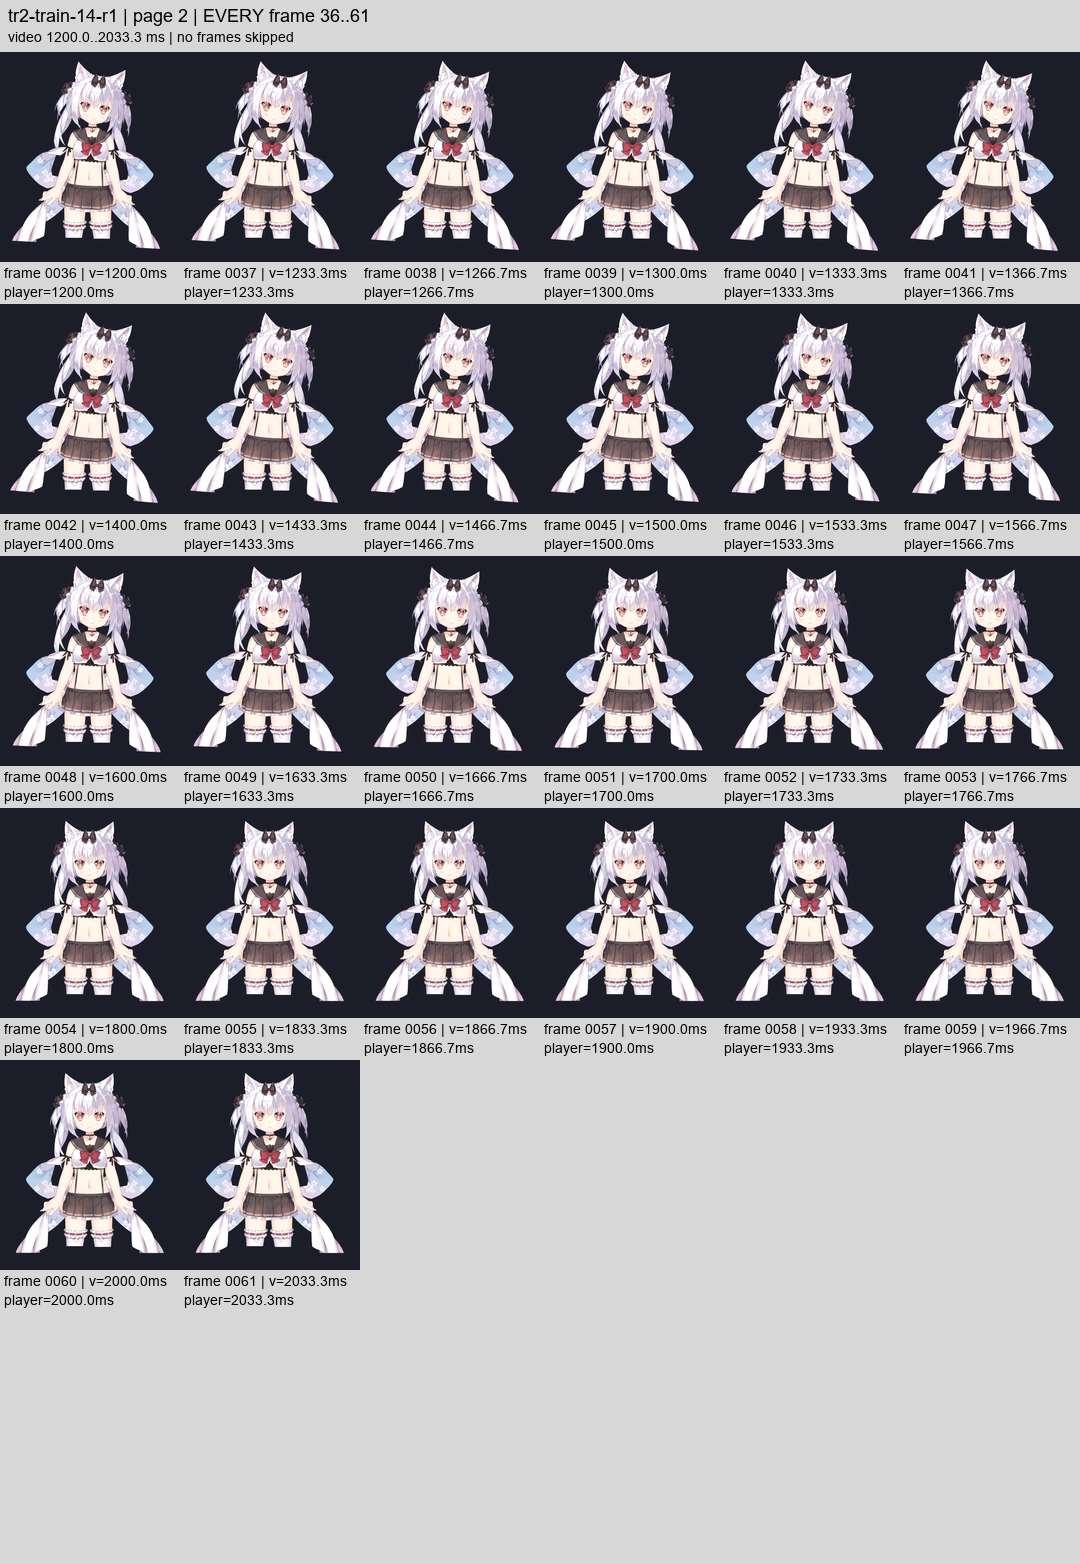 tr2-train-14-r1 | page 2 | EVERY frame 36..61
video 1200.0..2033.3 ms | no frames skipped
frame 0036 | v=1200.0ms
player=1200.0ms
frame 0037 | v=1233.3ms
player=1233.3ms
frame 0038 | v=1266.7ms
player=1266.7ms
frame 0039 | v=1300.0ms
player=1300.0ms
frame 0040 | v=1333.3ms
player=1333.3ms
frame 0041 | v=1366.7ms
player=1366.7ms
frame 0042 | v=1400.0ms
player=1400.0ms
frame 0043 | v=1433.3ms
player=1433.3ms
frame 0044 | v=1466.7ms
player=1466.7ms
frame 0045 | v=1500.0ms
player=1500.0ms
frame 0046 | v=1533.3ms
player=1533.3ms
frame 0047 | v=1566.7ms
player=1566.7ms
frame 0048 | v=1600.0ms
player=1600.0ms
frame 0049 | v=1633.3ms
player=1633.3ms
frame 0050 | v=1666.7ms
player=1666.7ms
frame 0051 | v=1700.0ms
player=1700.0ms
frame 0052 | v=1733.3ms
player=1733.3ms
frame 0053 | v=1766.7ms
player=1766.7ms
frame 0054 | v=1800.0ms
player=1800.0ms
frame 0055 | v=1833.3ms
player=1833.3ms
frame 0056 | v=1866.7ms
player=1866.7ms
frame 0057 | v=1900.0ms
player=1900.0ms
frame 0058 | v=1933.3ms
player=1933.3ms
frame 0059 | v=1966.7ms
player=1966.7ms
frame 0060 | v=2000.0ms
player=2000.0ms
frame 0061 | v=2033.3ms
player=2033.3ms